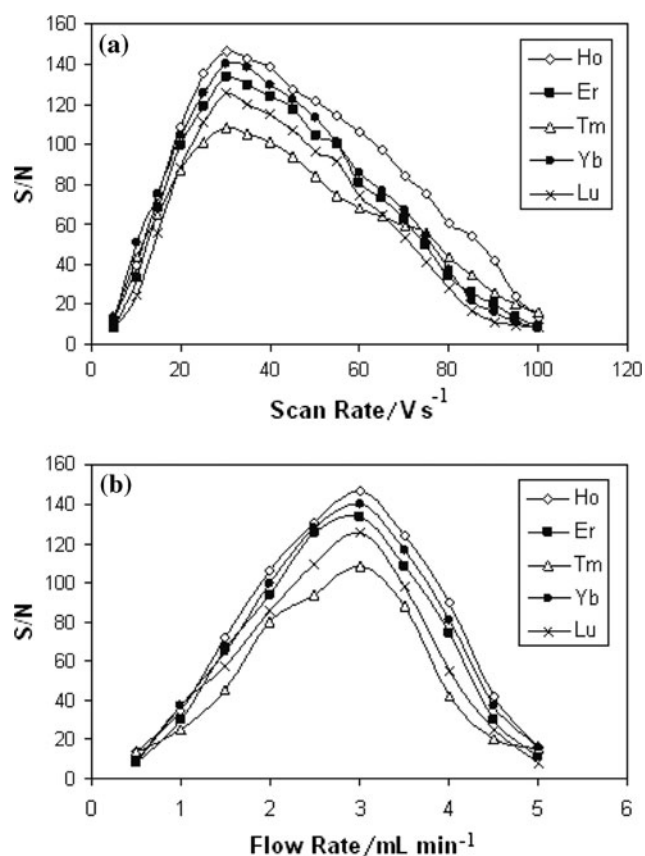 (a)
160
140
120
100
80
60
40
20
0
S/N
0 20 40 60 80 100 120
Scan Rate/V s⁻¹
Ho
Er
Tm
Yb
Lu
(b)
160
140
120
100
80
60
40
20
0
S/N
0 1 2 3 4 5 6
Flow Rate/mL min⁻¹
Ho
Er
Tm
Yb
Lu